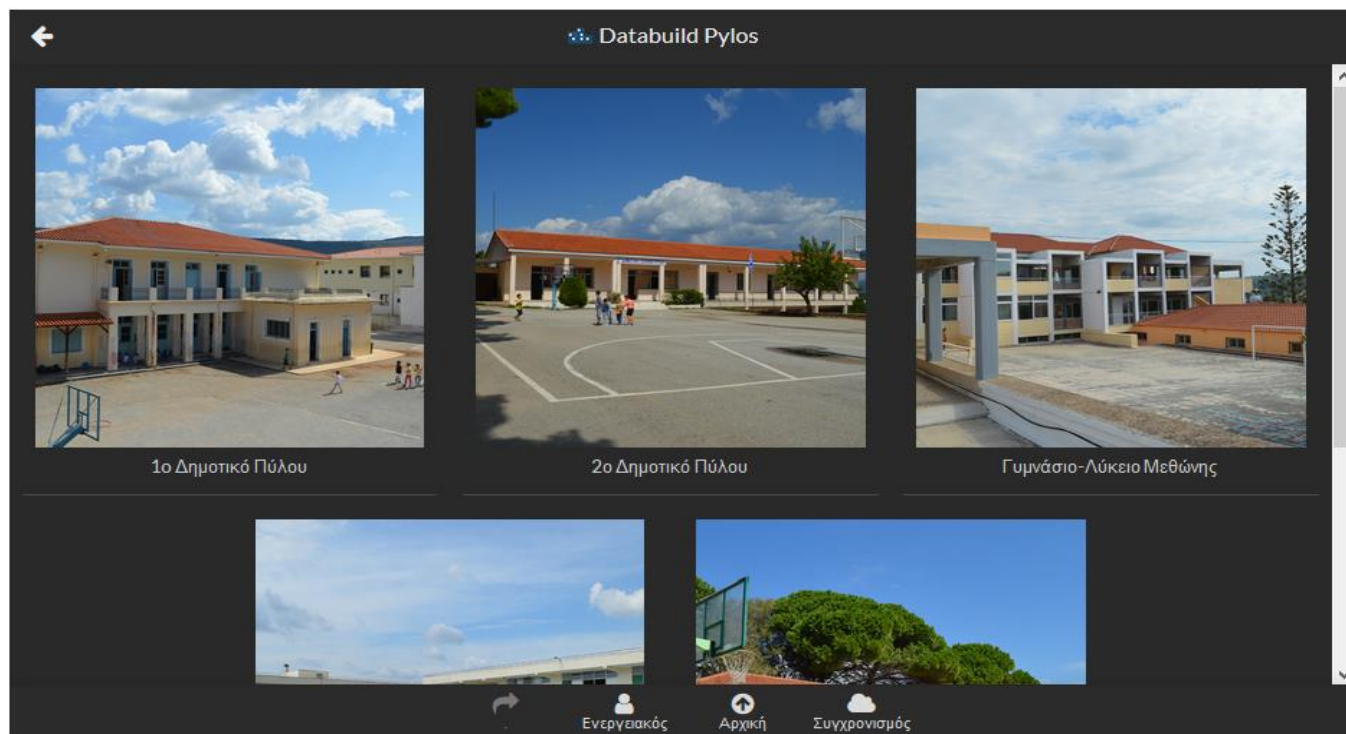 Databuild Pylos
1ο Δημοτικό Πύλου
2ο Δημοτικό Πύλου
Γυμνάσιο-Λύκειο Μεθώνης
Ενεργειακός
Αρχική
Συγχρονισμός